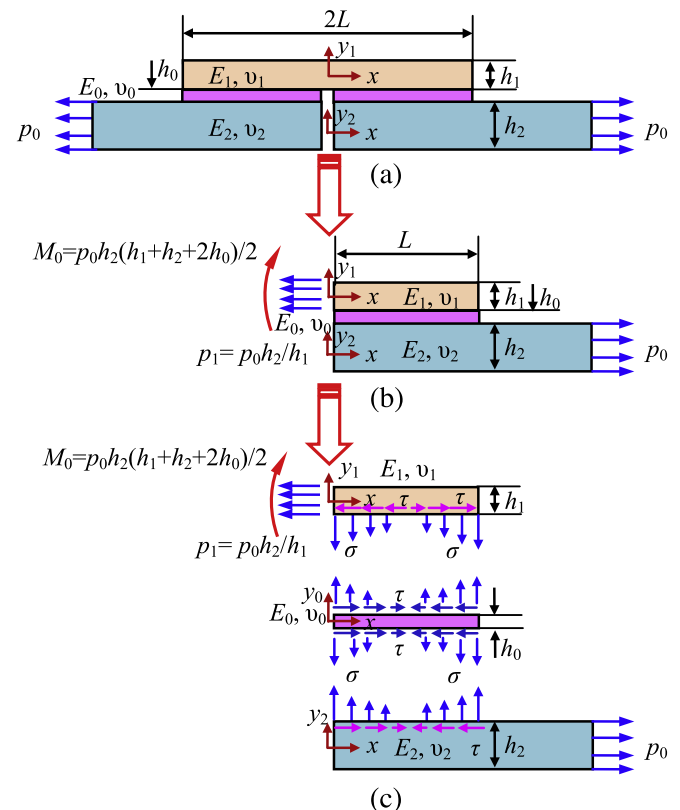 2L
y₁
h₀
E₁, υ₁
x
h₁
E₀, υ₀
p₀
E₂, υ₂
y₂
x
h₂
p₀
(a)
M₀=p₀h₂(h₁+h₂+2h₀)/2
L
y₁
x
E₁, υ₁
h₁
h₀
E₀, υ₀
p₁= p₀h₂/h₁
y₂
x
E₂, υ₂
h₂
p₀
(b)
M₀=p₀h₂(h₁+h₂+2h₀)/2
y₁
E₁, υ₁
x
τ
τ
h₁
p₁= p₀h₂/h₁
σ
σ
y₀
τ
E₀, υ₀
x
τ
h₀
σ
σ
y₂
x
E₂, υ₂
τ
h₂
p₀
(c)